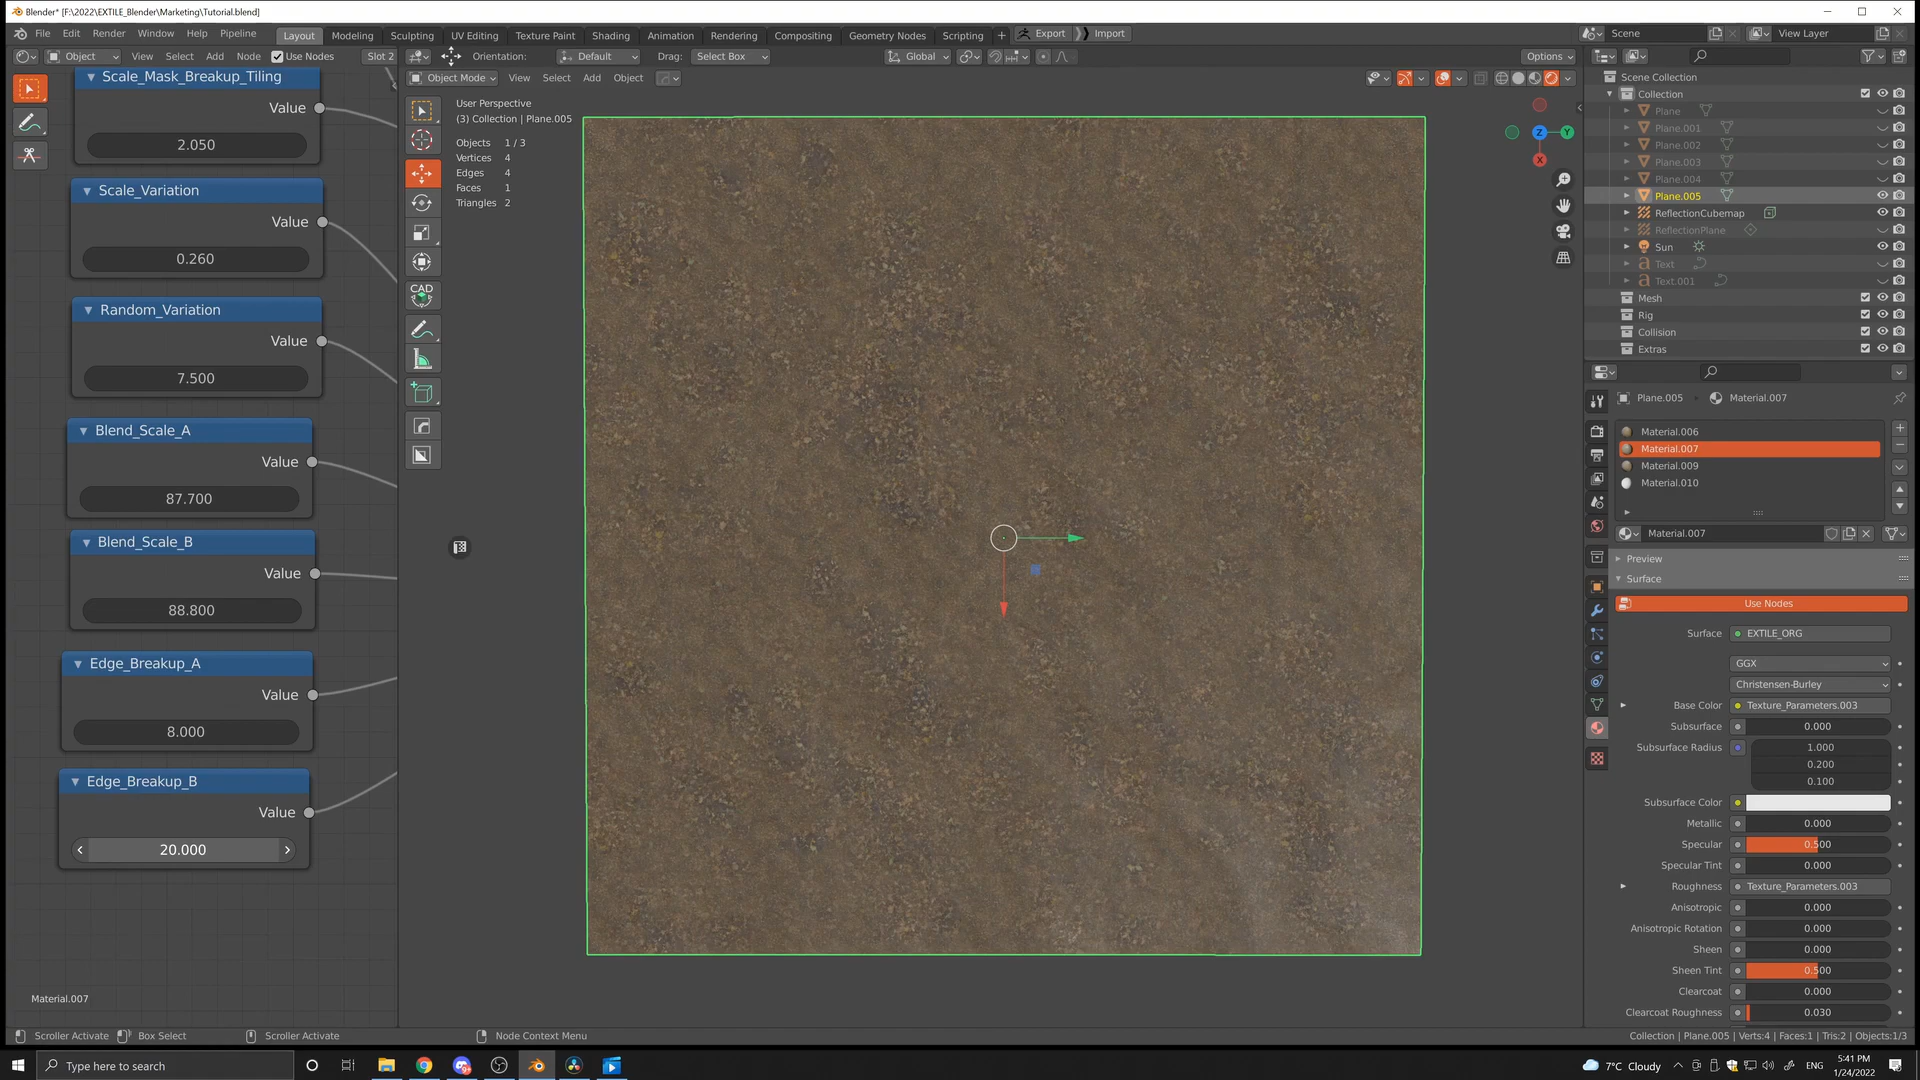 Blender* [F:\2022\EXTILE_Blender\Marketing\Tutorial.blend]
File Edit Render Window Help Pipeline Layout Modeling Sculpting UV Editing Texture Paint Shading Animation Rendering Compositing Geometry Nodes Scripting + Export Import Scene View Layer
Object View Select Add Node Use Nodes Slot 2 Orientation: Default Drag: Select Box Global Options
Object Mode View Select Add Object
Scale_Mask_Breakup_Tiling
Value
2.050
Scale_Variation
Value
0.260
Random_Variation
Value
7.500
Blend_Scale_A
Value
87.700
Blend_Scale_B
Value
88.800
Edge_Breakup_A
Value
8.000
Edge_Breakup_B
Value
20.000
Material.007
CAD
User Perspective
(3) Collection | Plane.005
Objects 1 / 3
Vertices 4
Edges 4
Faces 1
Triangles 2
Z
Y
X
Scene Collection
Collection
Plane
Plane.001
Plane.002
Plane.003
Plane.004
Plane.005
ReflectionCubemap
ReflectionPlane
Sun
Text
Text.001
Mesh
Rig
Collision
Extras
Plane.005 Material.007
Material.006
Material.007
Material.009
Material.010
Material.007
Preview
Surface
Use Nodes
Surface EXTILE_ORG
GGX
Christensen-Burley
Base Color Texture_Parameters.003
Subsurface 0.000
Subsurface Radius 1.000
0.200
0.100
Subsurface Color
Metallic 0.000
Specular 0.500
Specular Tint 0.000
Roughness Texture_Parameters.003
Anisotropic 0.000
Anisotropic Rotation 0.000
Sheen 0.000
Sheen Tint 0.500
Clearcoat 0.000
Clearcoat Roughness 0.030
Scroller Activate Box Select Scroller Activate Node Context Menu Collection | Plane.005 | Verts:4 | Faces:1 | Tris:2 | Objects:1/3
Type here to search
7°C Cloudy
ENG
5:41 PM
1/24/2022